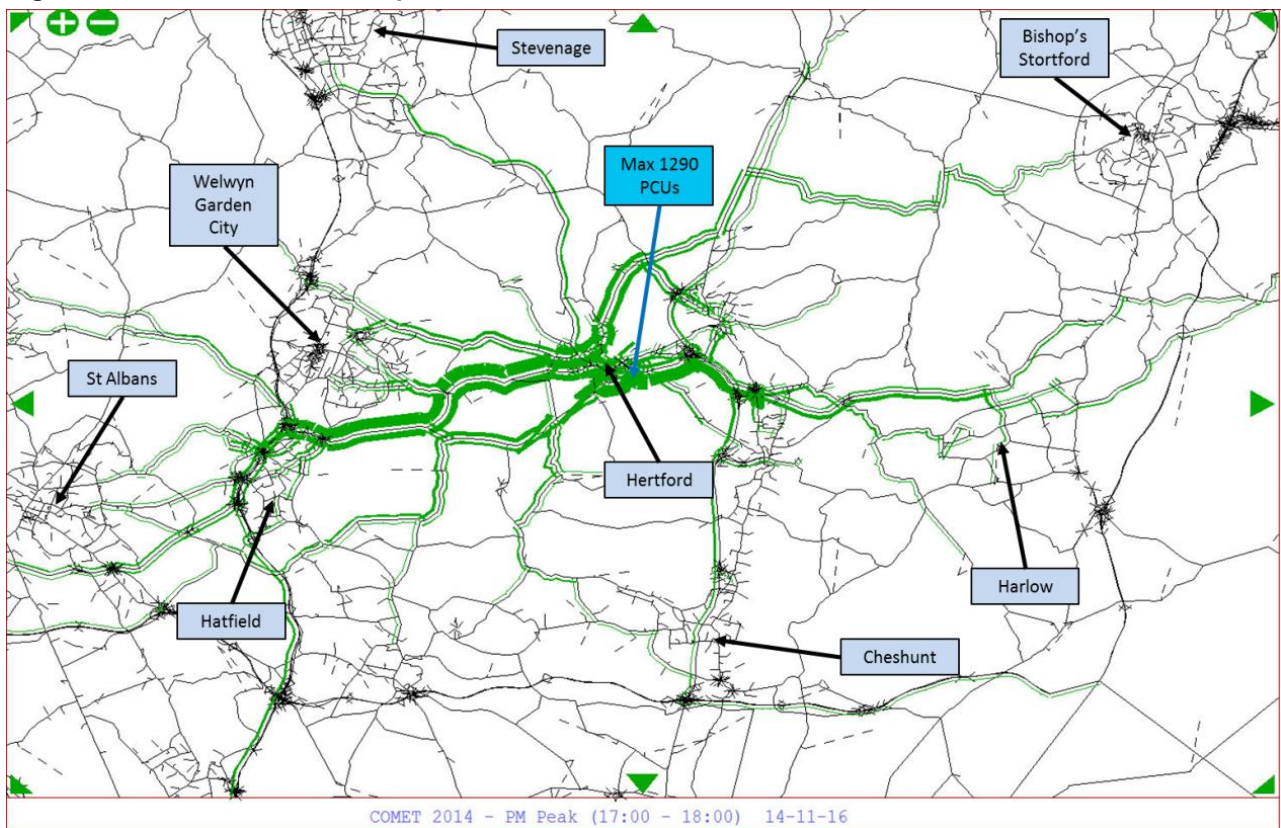 Stevenage
Bishop's
Stortford
Max 1290
PCUs
Welwyn
Garden
City
St Albans
Hertford
Harlow
Hatfield
Cheshunt
COMET 2014 - PM Peak (17:00 - 18:00) 14-11-16